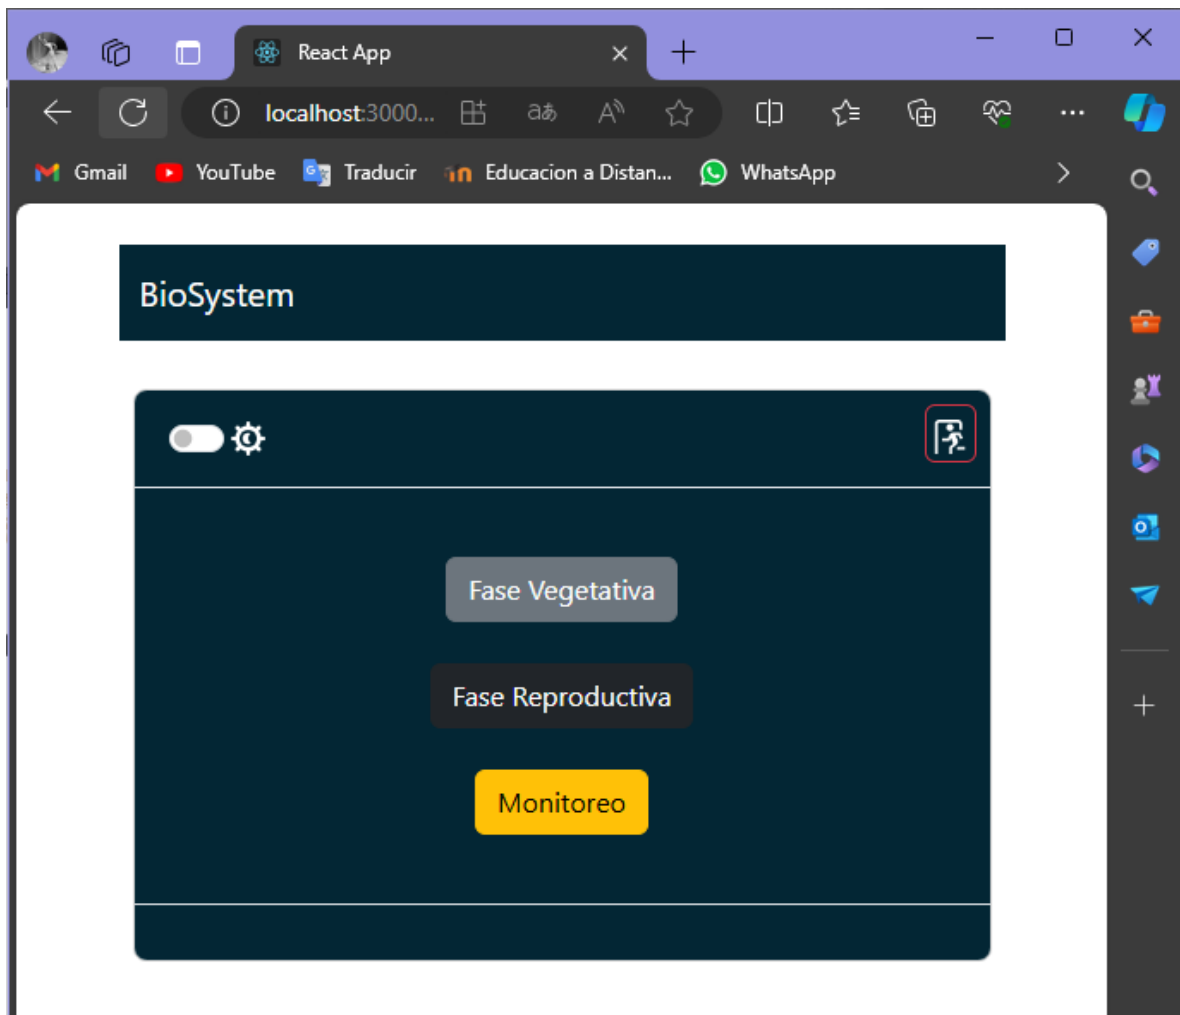 React App
localhost:3000...
Gmail YouTube Traducir Educacion a Distan... WhatsApp
BioSystem
Fase Vegetativa
Fase Reproductiva
Monitoreo